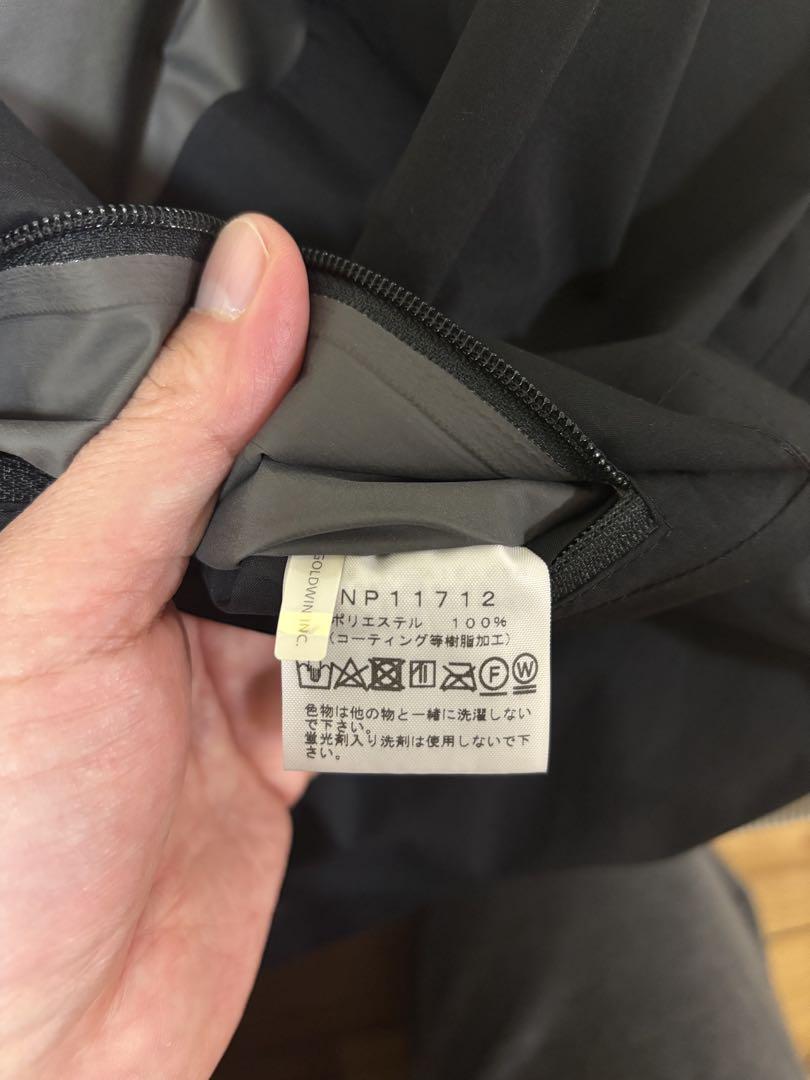 GOLDWIN INC.
NP11712
ポリエステル 100%
(コーティング等樹脂加工)
F W
色物は他の物と一緒に洗濯しない
で下さい。
蛍光剤入り洗剤は使用しないで下
さい。